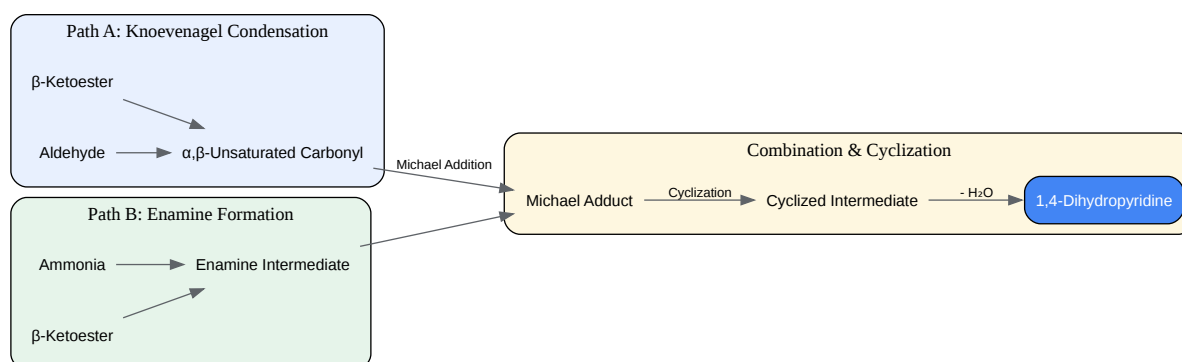 Path A: Knoevenagel Condensation
β-Ketoester
Aldehyde
α,β-Unsaturated Carbonyl
Michael Addition
Path B: Enamine Formation
Ammonia
Enamine Intermediate
β-Ketoester
Combination & Cyclization
Michael Adduct
Cyclization
Cyclized Intermediate
- H₂O
1,4-Dihydropyridine